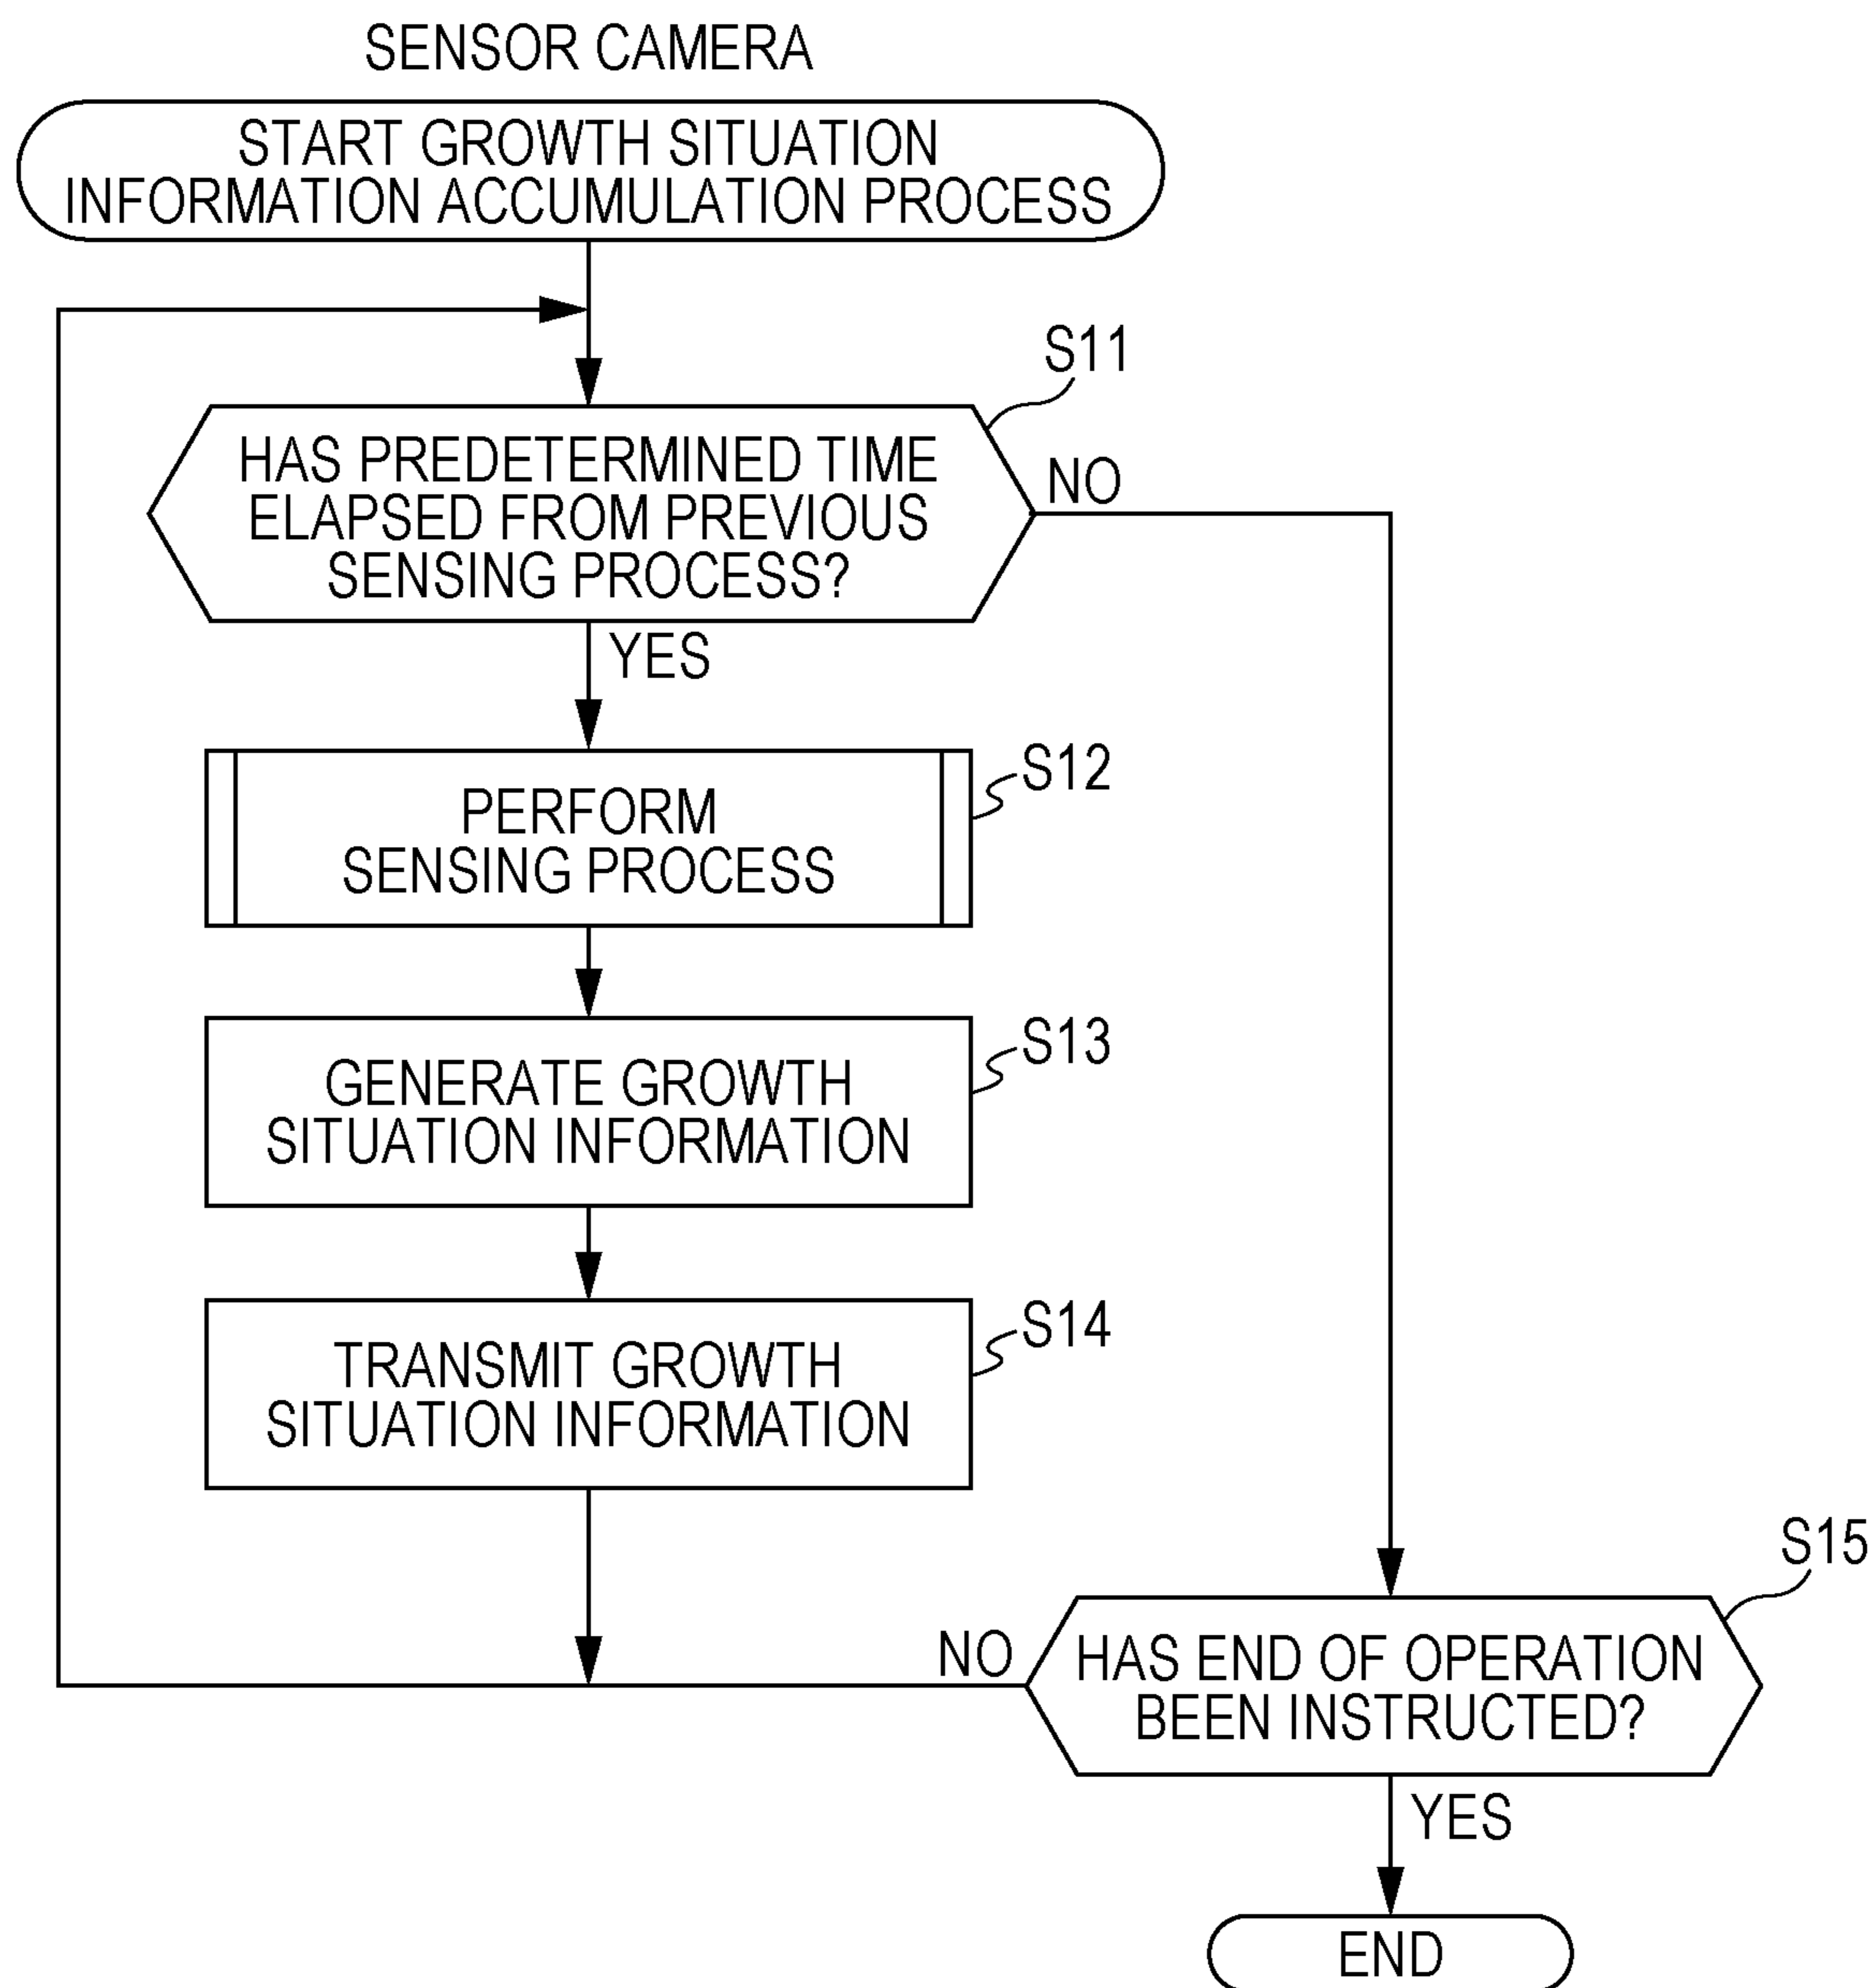 SENSOR CAMERA
START GROWTH SITUATION
INFORMATION ACCUMULATION PROCESS
S11
HAS PREDETERMINED TIME
ELAPSED FROM PREVIOUS
SENSING PROCESS?
NO
YES
S12
PERFORM
SENSING PROCESS
S13
GENERATE GROWTH
SITUATION INFORMATION
S14
TRANSMIT GROWTH
SITUATION INFORMATION
S15
NO
HAS END OF OPERATION
BEEN INSTRUCTED?
YES
END